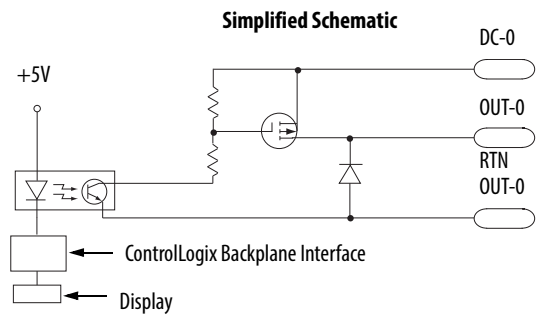 Simplified Schematic
DC-0
+5V
OUT-0
RTN
OUT-0
ControlLogix Backplane Interface
Display